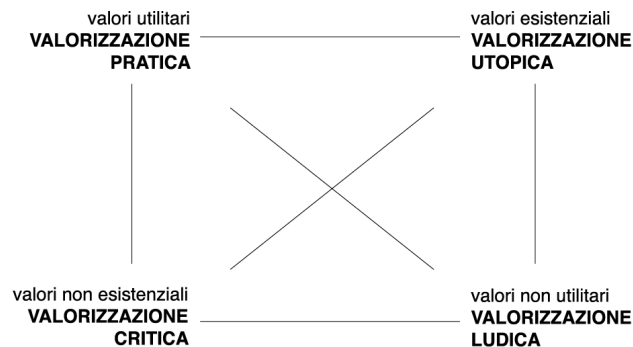 valori utilitari
VALORIZZAZIONE
PRATICA
valori esistenziali
VALORIZZAZIONE
UTOPICA
valori non esistenziali
VALORIZZAZIONE
CRITICA
valori non utilitari
VALORIZZAZIONE
LUDICA